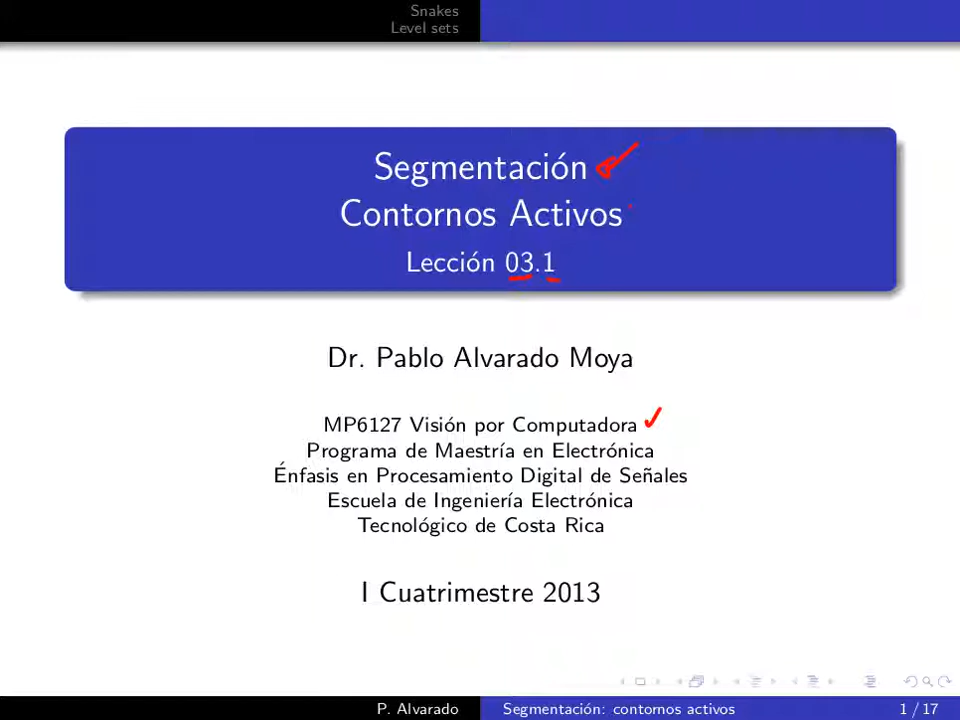 Snakes
Level sets
Segmentación
Contornos Activos
Lección 03.1
Dr. Pablo Alvarado Moya
MP6127 Visión por Computadora
Programa de Maestría en Electrónica
Énfasis en Procesamiento Digital de Señales
Escuela de Ingeniería Electrónica
Tecnológico de Costa Rica
I Cuatrimestre 2013
P. Alvarado Segmentación: contornos activos 1 / 17